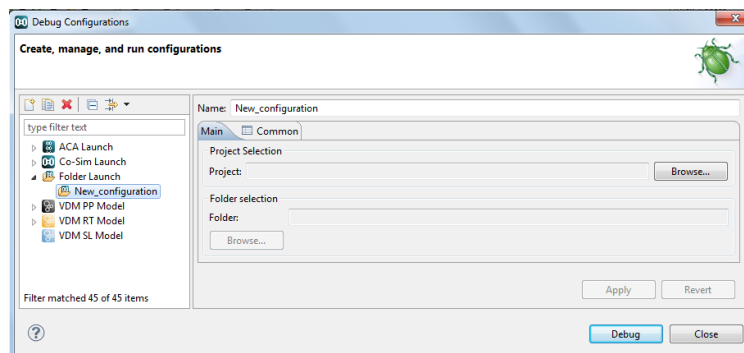 Debug Configurations
Create, manage, and run configurations
type filter text
ACA Launch
Co-Sim Launch
Folder Launch
New_configuration
VDM PP Model
VDM RT Model
VDM SL Model
Filter matched 45 of 45 items
Name: New_configuration
Main Common
Project Selection
Project: Browse...
Folder selection
Folder:
Browse...
Apply Revert
Debug Close